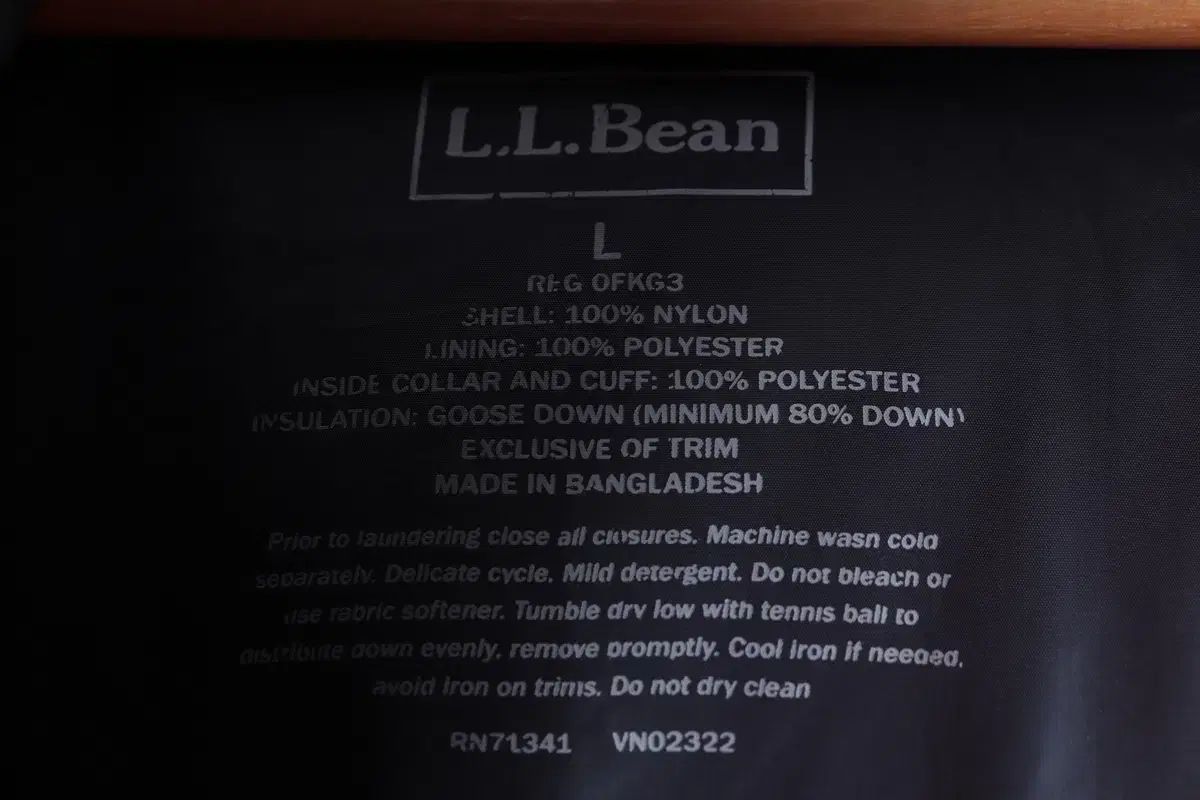 L.L.Bean
L
REG OFKG3
SHELL: 100% NYLON
LINING: 100% POLYESTER
INSIDE COLLAR AND CUFF: 100% POLYESTER
INSULATION: GOOSE DOWN (MINIMUM 80% DOWN)
EXCLUSIVE OF TRIM
MADE IN BANGLADESH
Prior to laundering close all closures. Machine wash cold
separately. Delicate cycle. Mild detergent. Do not bleach or
use fabric softener. Tumble dry low with tennis ball to
distribute down evenly, remove promptly. Cool iron if needed,
avoid iron on trims. Do not dry clean
RN71341 VN02322